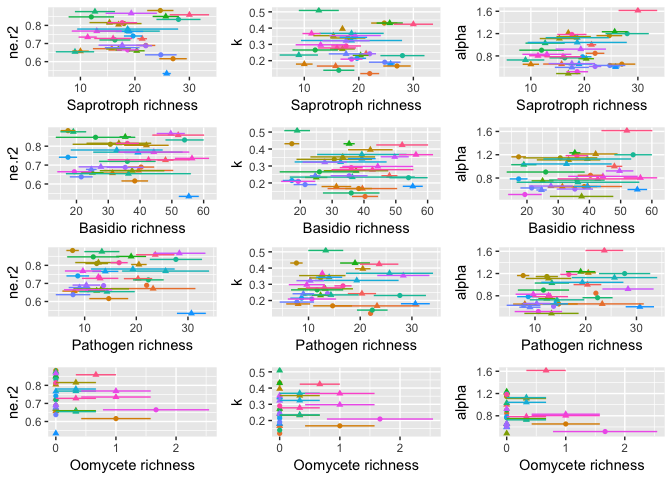 ne.r2 0.8 0.7 0.6 10 20 30 Saprotroph richness
k 0.5 0.4 0.3 0.2 10 20 30 Saprotroph richness
alpha 1.6 1.2 0.8 10 20 30 Saprotroph richness
ne.r2 0.8 0.7 0.6 20 30 40 50 60 Basidio richness
k 0.5 0.4 0.3 0.2 20 30 40 50 60 Basidio richness
alpha 1.6 1.2 0.8 20 30 40 50 60 Basidio richness
ne.r2 0.8 0.7 0.6 10 20 30 Pathogen richness
k 0.5 0.4 0.3 0.2 10 20 30 Pathogen richness
alpha 1.6 1.2 0.8 10 20 30 Pathogen richness
ne.r2 0.8 0.7 0.6 0 1 2 Oomycete richness
k 0.5 0.4 0.3 0.2 0 1 2 Oomycete richness
alpha 1.6 1.2 0.8 0 1 2 Oomycete richness